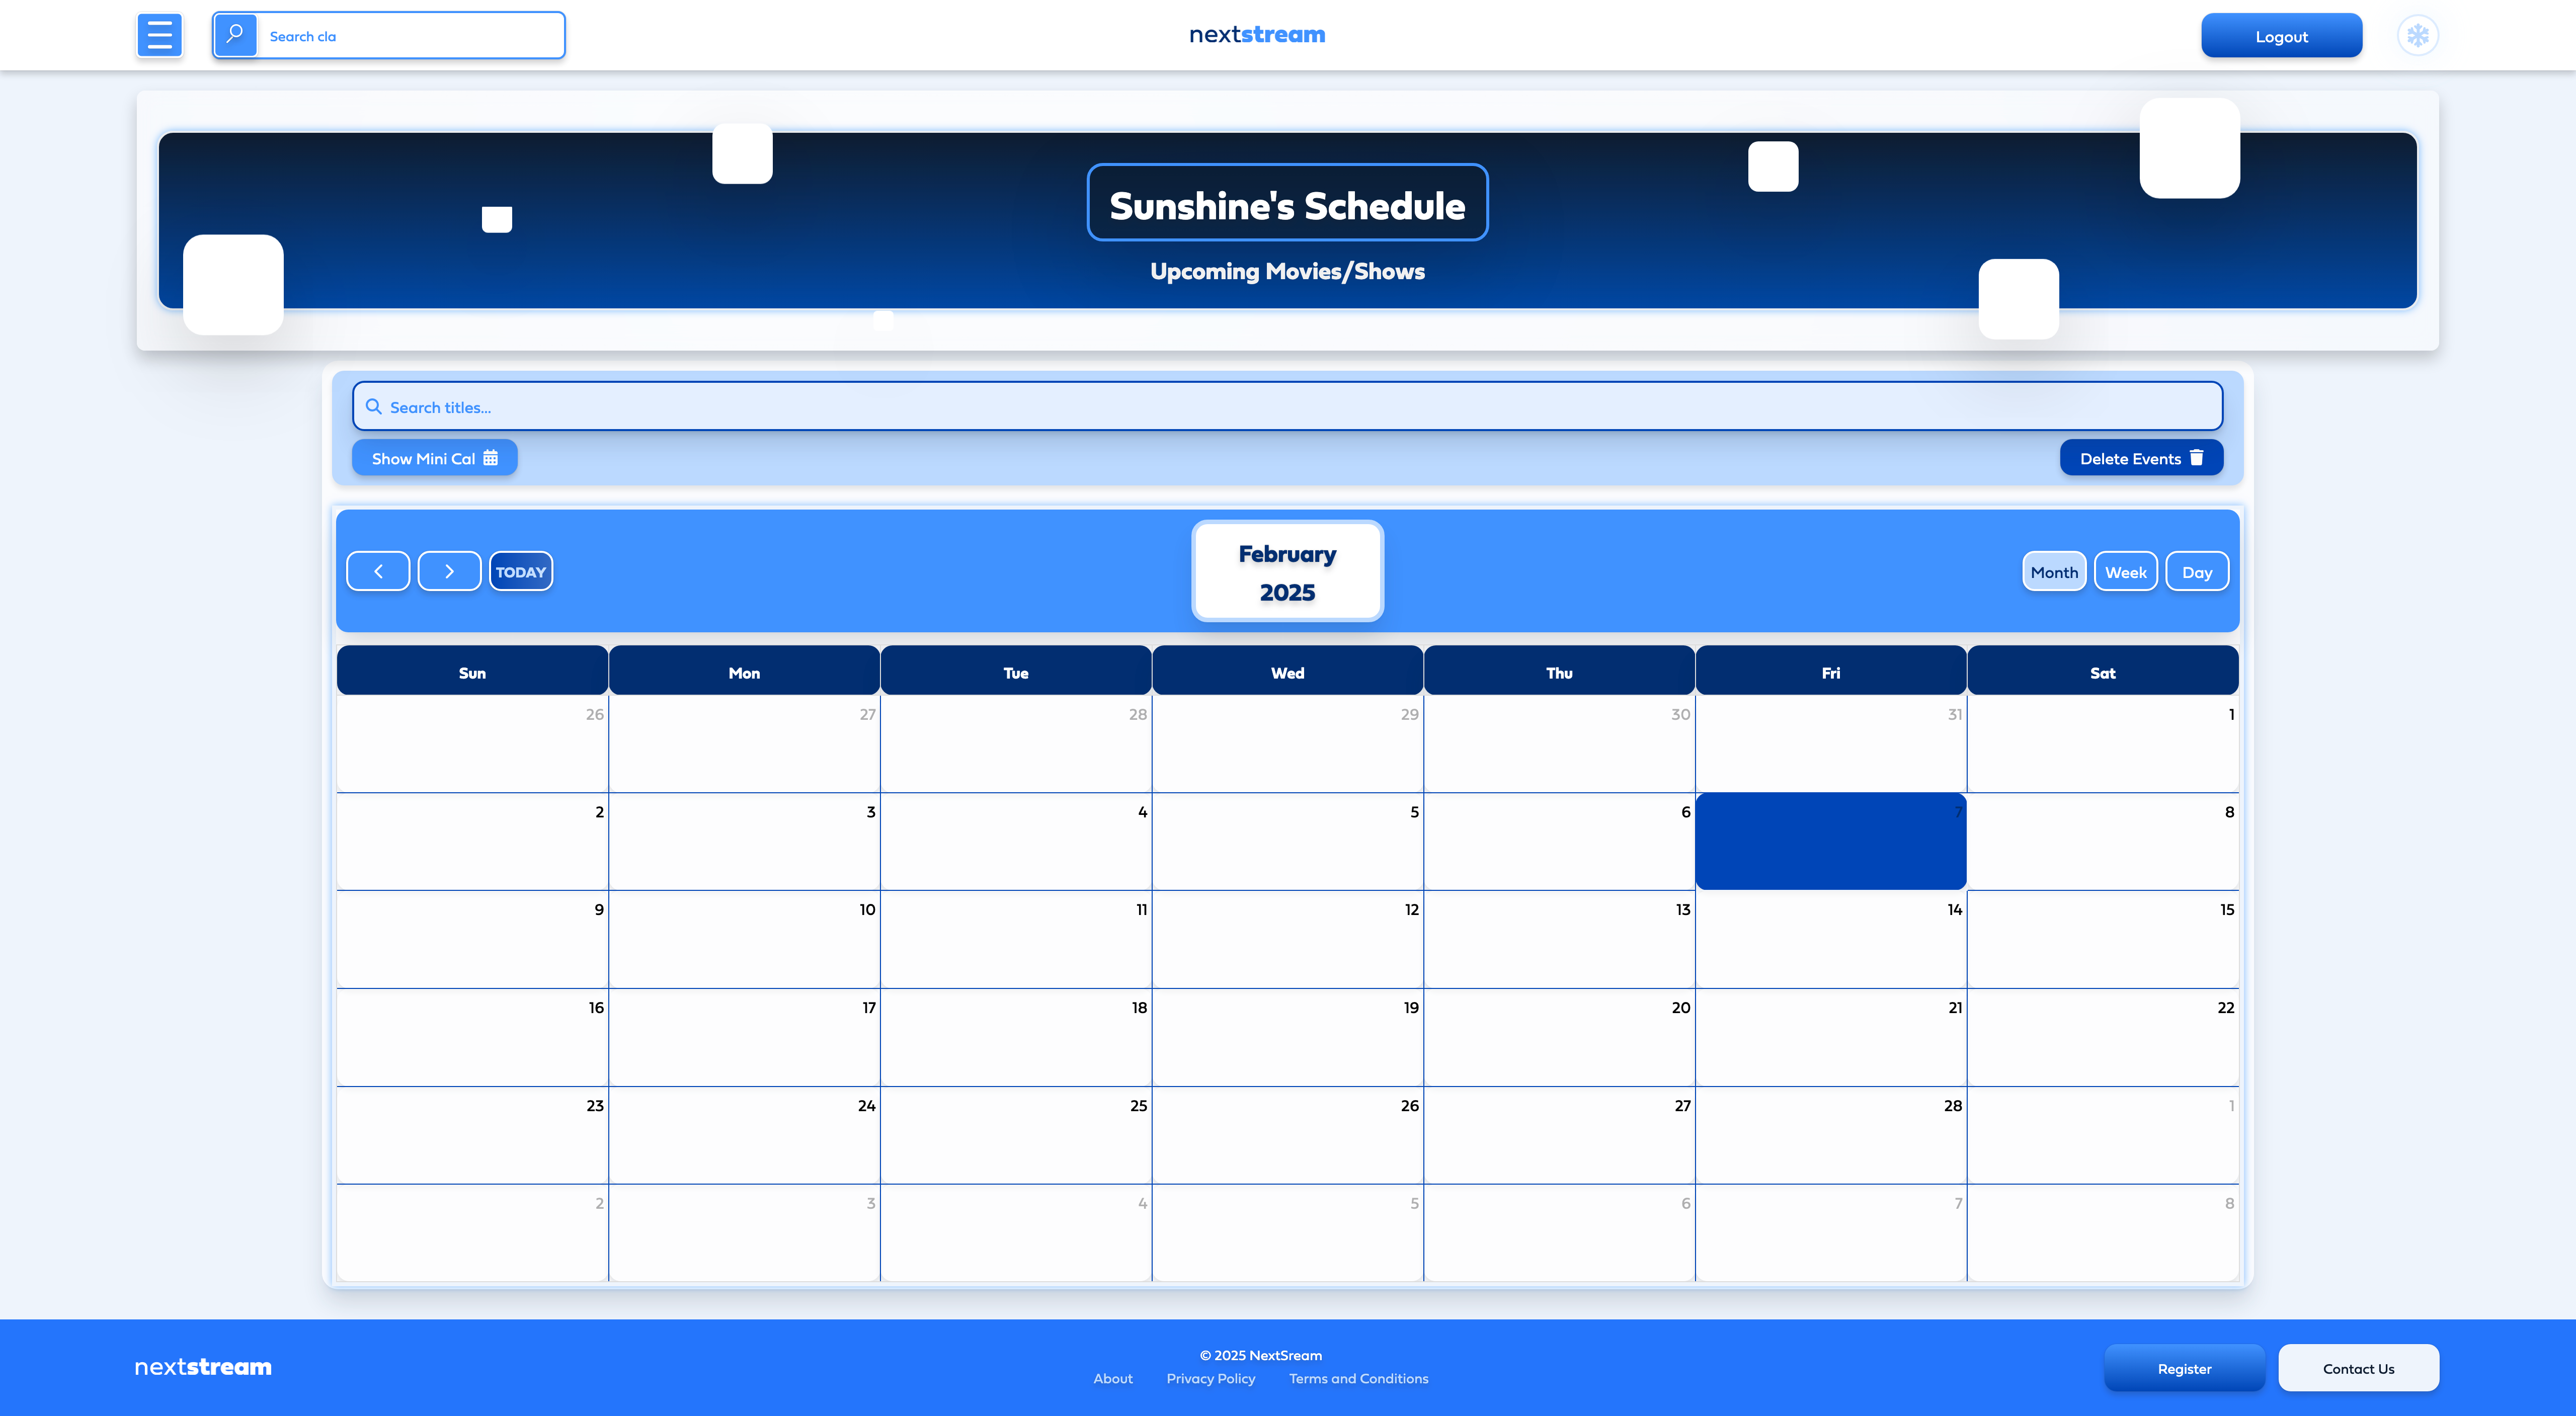 Search cla
nextstream
Logout
Sunshine's Schedule
Upcoming Movies/Shows
Search titles...
Show Mini Cal
Delete Events
TODAY
February
2025
Month Week Day
Sun Mon Tue Wed Thu Fri Sat
26 27 28 29 30 31 1
2 3 4 5 6 7 8
9 10 11 12 13 14 15
16 17 18 19 20 21 22
23 24 25 26 27 28 1
2 3 4 5 6 7 8
nextstream
© 2025 NextSream
About Privacy Policy Terms and Conditions
Register
Contact Us